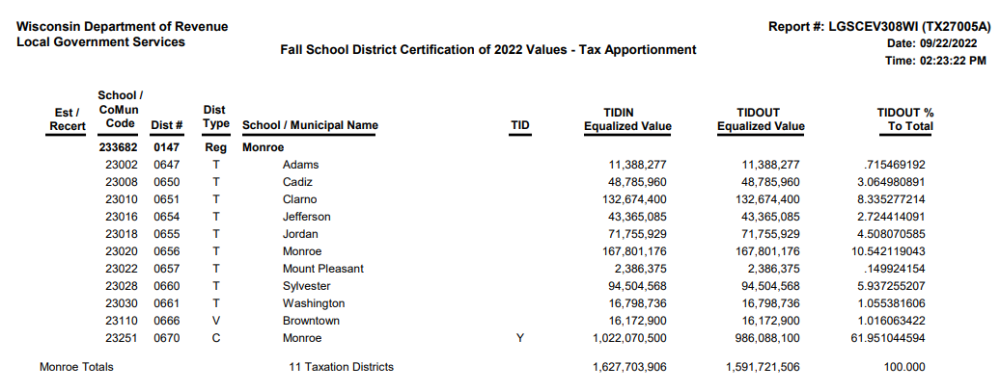 Wisconsin Department of Revenue
Local Government Services
Report #: LGSCEV308WI (TX27005A)
Date: 09/22/2022
Time: 02:23:22 PM
Fall School District Certification of 2022 Values - Tax Apportionment
Est / Recert School / CoMun Code Dist # Dist Type School / Municipal Name TID TIDIN Equalized Value TIDOUT Equalized Value TIDOUT % To Total
233682 0147 Reg Monroe
23002 0647 T Adams 11,388,277 11,388,277 .715469192
23008 0650 T Cadiz 48,785,960 48,785,960 3.064980891
23010 0651 T Clarno 132,674,400 132,674,400 8.335277214
23016 0654 T Jefferson 43,365,085 43,365,085 2.724414091
23018 0655 T Jordan 71,755,929 71,755,929 4.508070585
23020 0656 T Monroe 167,801,176 167,801,176 10.542119043
23022 0657 T Mount Pleasant 2,386,375 2,386,375 .149924154
23028 0660 T Sylvester 94,504,568 94,504,568 5.937255207
23030 0661 T Washington 16,798,736 16,798,736 1.055381606
23110 0666 V Browntown 16,172,900 16,172,900 1.016063422
23251 0670 C Monroe Y 1,022,070,500 986,088,100 61.951044594
Monroe Totals 11 Taxation Districts 1,627,703,906 1,591,721,506 100.000